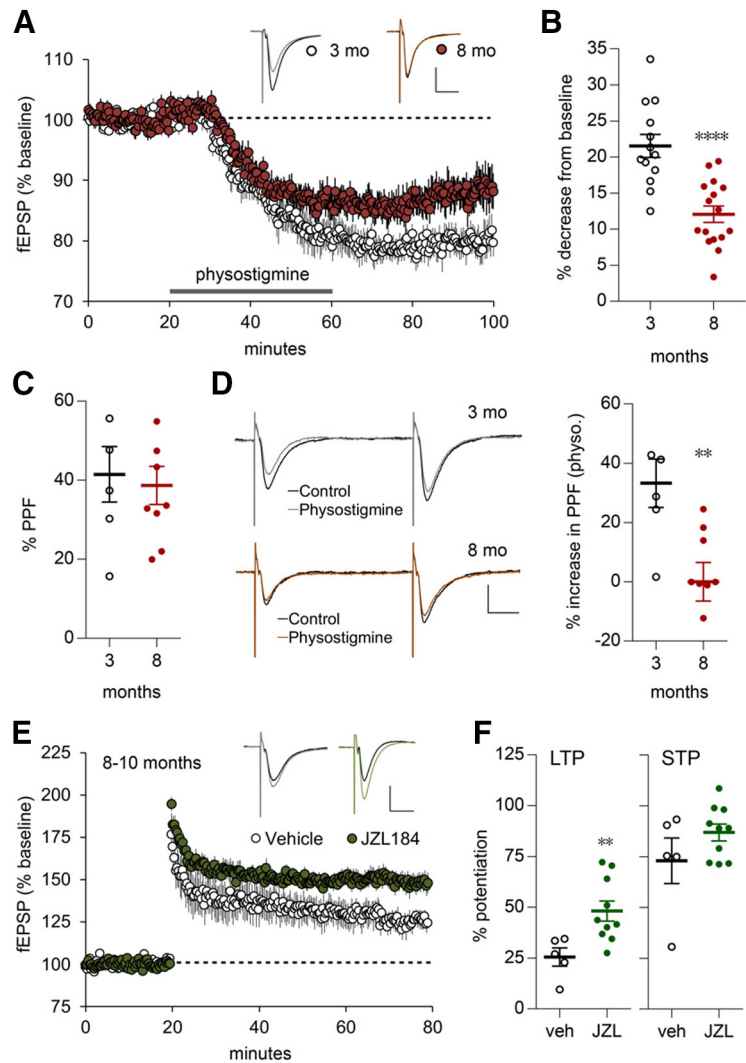 A
3 mo
8 mo
110
100
90
80
70
fEPSP (% baseline)
physostigmine
0
20
40
60
80
100
minutes
B
35
30
25
20
15
10
5
0
% decrease from baseline
****
3
8
months
C
60
40
20
0
% PPF
3
8
months
D
3 mo
Control
Physostigmine
8 mo
Control
Physostigmine
60
40
20
0
-20
% increase in PPF (physo.)
**
3
8
months
E
8-10 months
Vehicle
JZL184
225
200
175
150
125
100
75
fEPSP (% baseline)
0
20
40
60
80
minutes
F
LTP
STP
125
100
75
50
25
0
% potentiation
**
veh
JZL
veh
JZL